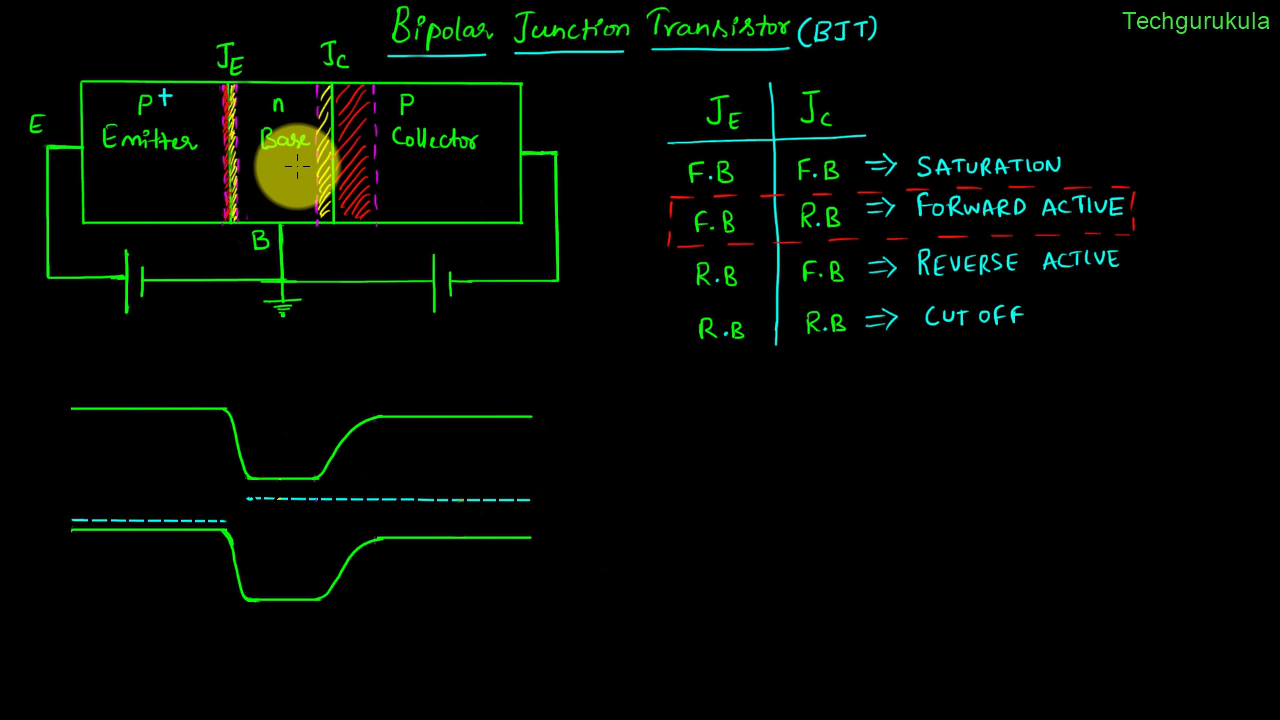 Bipolar Junction Transistor (BJT)
Techgurukula
JE JC
E
P+ Emitter
n Base
P Collector
B
JE JC
F.B F.B ⇒ SATURATION
F.B R.B ⇒ FORWARD ACTIVE
R.B F.B ⇒ REVERSE ACTIVE
R.B R.B ⇒ CUT OFF